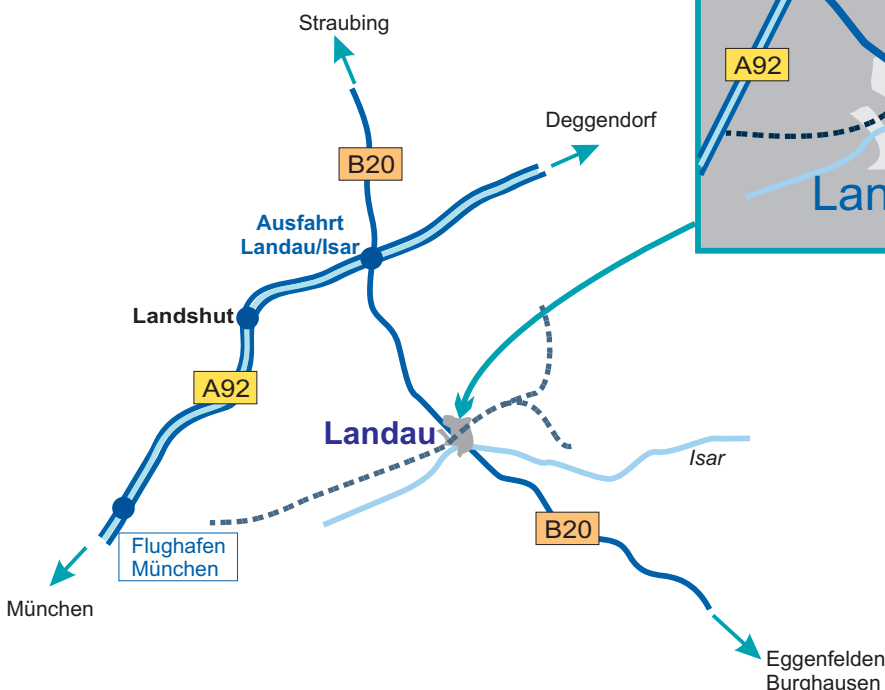 Straubing
A92
Deggendorf
B20
Ausfahrt
Landau/Isar
Landshut
A92
Landau
Isar
B20
Flughafen
München
München
Eggenfelden
Burghausen